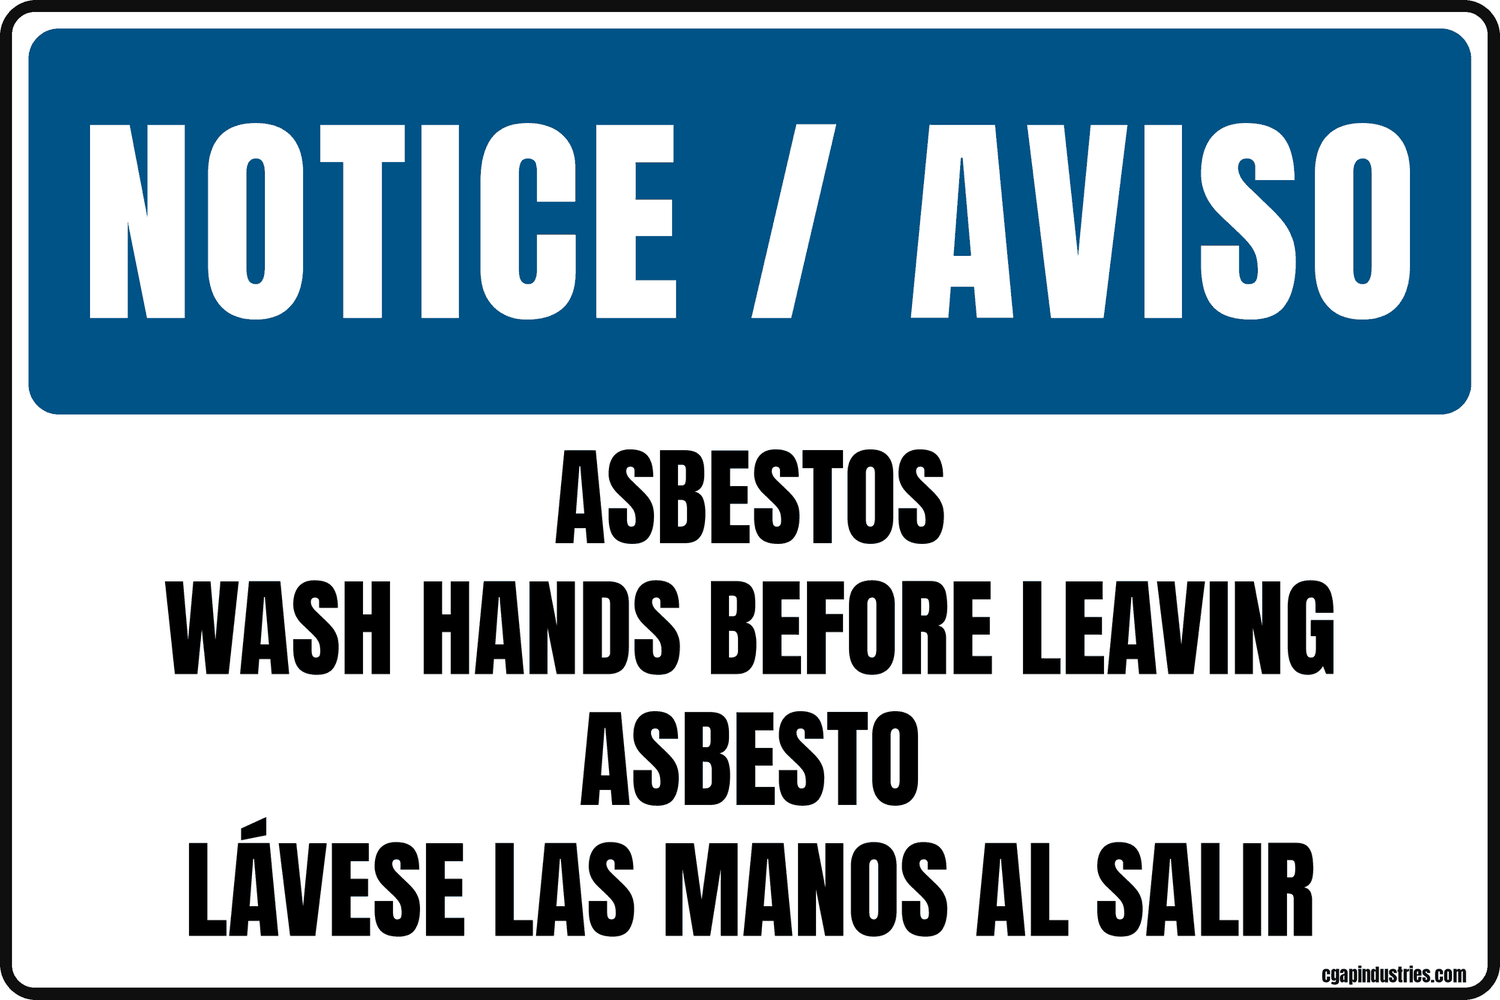 NOTICE / AVISO
ASBESTOS
WASH HANDS BEFORE LEAVING
ASBESTO
LÁVESE LAS MANOS AL SALIR
cgapindustries.com